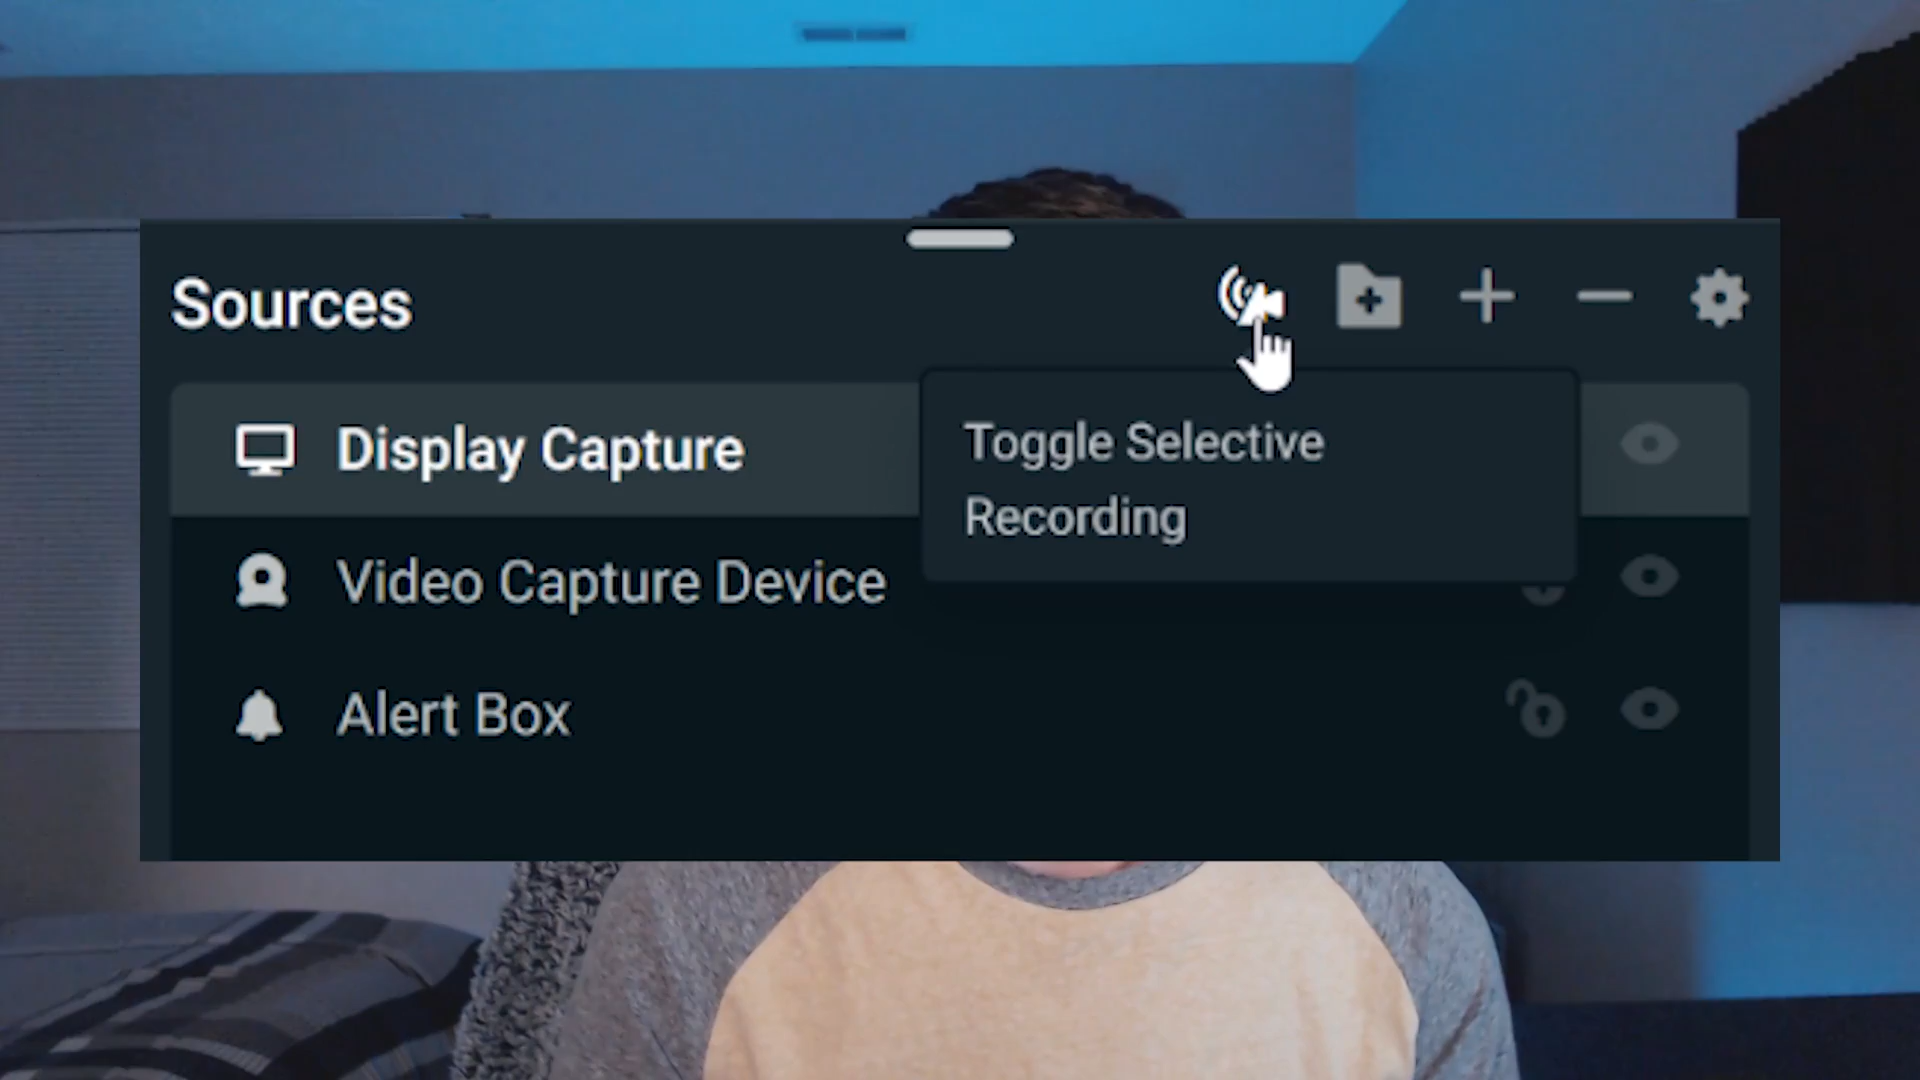 Sources
Display Capture
Toggle Selective
Recording
Video Capture Device
Alert Box